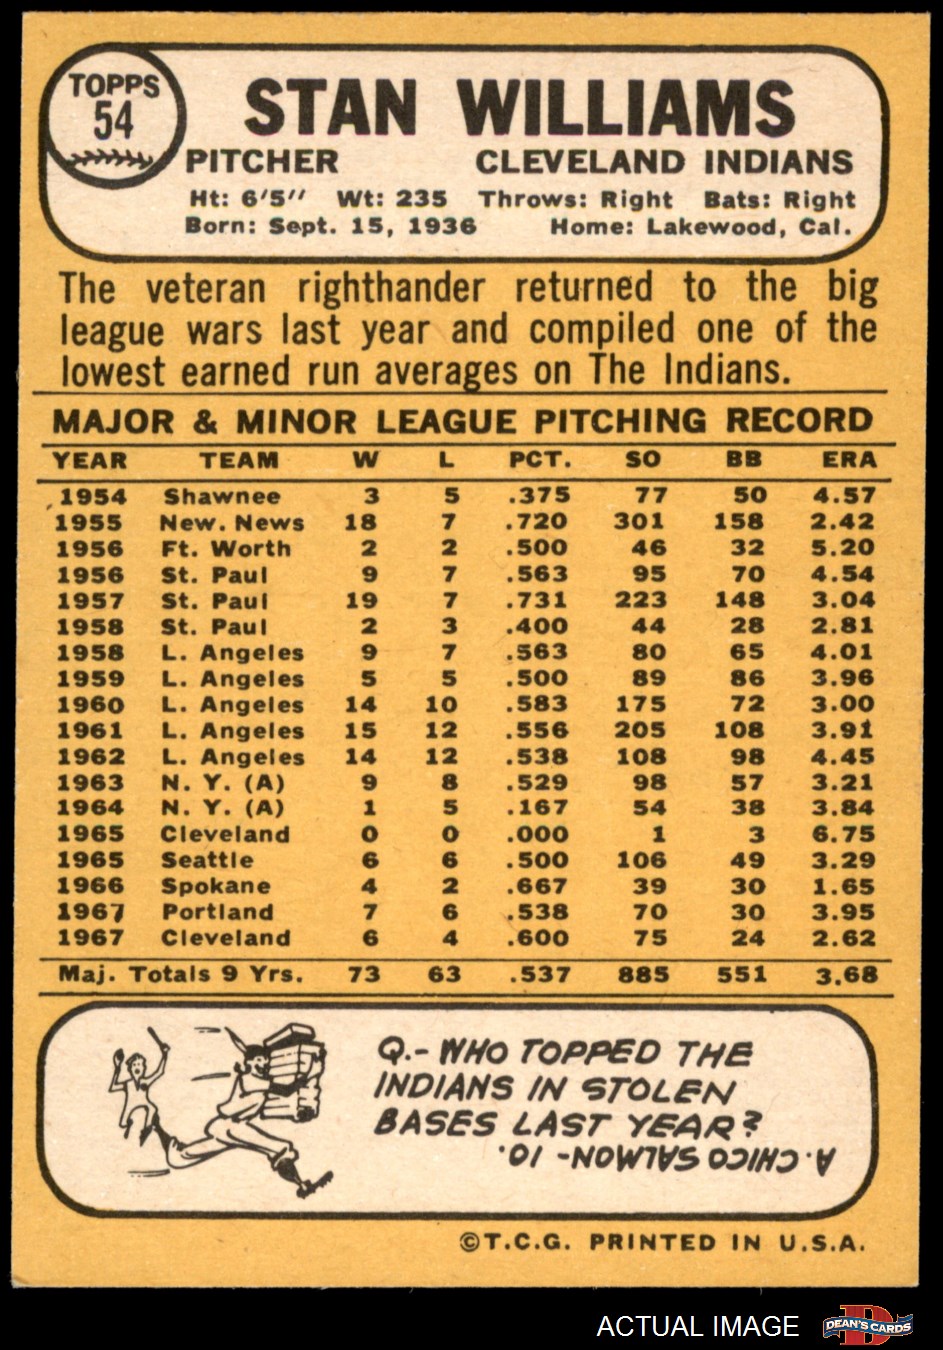 TOPPS
54
STAN WILLIAMS
PITCHER CLEVELAND INDIANS
Ht: 6'5" Wt: 235 Throws: Right Bats: Right
Born: Sept. 15, 1936 Home: Lakewood, Cal.
The veteran righthander returned to the big
league wars last year and compiled one of the
lowest earned run averages on The Indians.
MAJOR & MINOR LEAGUE PITCHING RECORD
YEAR TEAM W L PCT. SO BB ERA
1954 Shawnee 3 5 .375 77 50 4.57
1955 New. News 18 7 .720 301 158 2.42
1956 Ft. Worth 2 2 .500 46 32 5.20
1956 St. Paul 9 7 .563 95 70 4.54
1957 St. Paul 19 7 .731 223 148 3.04
1958 St. Paul 2 3 .400 44 28 2.81
1958 L. Angeles 9 7 .563 80 65 4.01
1959 L. Angeles 5 5 .500 89 86 3.96
1960 L. Angeles 14 10 .583 175 72 3.00
1961 L. Angeles 15 12 .556 205 108 3.91
1962 L. Angeles 14 12 .538 108 98 4.45
1963 N. Y. (A) 9 8 .529 98 57 3.21
1964 N. Y. (A) 1 5 .167 54 38 3.84
1965 Cleveland 0 0 .000 1 3 6.75
1965 Seattle 6 6 .500 106 49 3.29
1966 Spokane 4 2 .667 39 30 1.65
1967 Portland 7 6 .538 70 30 3.95
1967 Cleveland 6 4 .600 75 24 2.62
Maj. Totals 9 Yrs. 73 63 .537 885 551 3.68
Q.- WHO TOPPED THE
INDIANS IN STOLEN
BASES LAST YEAR?
A. CHICO SALMON- 10.
©T.C.G. PRINTED IN U.S.A.
ACTUAL IMAGE
D
DEAN'S CARDS